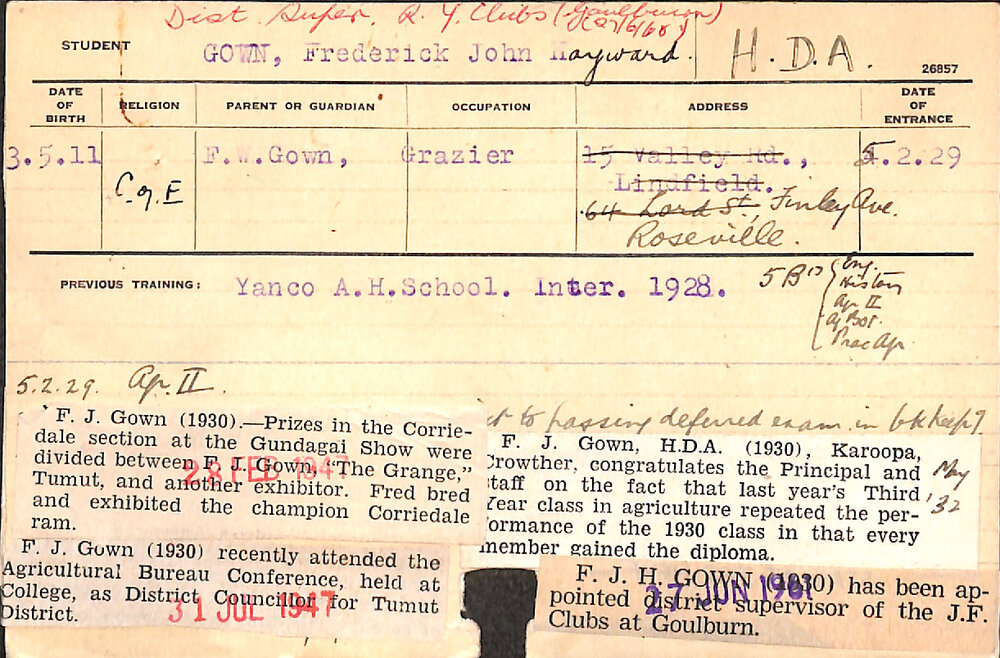 Dist. Super. R. Y. Clubs (Goulburn)
(27/6/60)
STUDENT GOWN, Frederick John Hayward. H.D.A.
26857
DATE OF BIRTH RELIGION PARENT OR GUARDIAN OCCUPATION ADDRESS DATE OF ENTRANCE
3.5.11 C of E F.W.Gown, Grazier 15 Valley Rd., 5.2.29
Lindfield.
64 Lord St, Finley Ave.
Roseville.
PREVIOUS TRAINING: Yanco A.H.School. Inter. 1928. 5 B's
Eng.
History
Agr II
Ag Bot.
Prac Agr
5.2.29. Agr. II.
to passing deferred exam. in bkkeepg
May '32
F. J. Gown (1930).—Prizes in the Corrie-
dale section at the Gundagai Show were
divided between F. J. Gown, "The Grange,"
Tumut, and another exhibitor. Fred bred
and exhibited the champion Corriedale
ram.
28 FEB 1947
F. J. Gown, H.D.A. (1930), Karoopa,
Crowther, congratulates the Principal and
staff on the fact that last year's Third
Year class in agriculture repeated the per-
formance of the 1930 class in that every
member gained the diploma.
F. J. Gown (1930) recently attended the
Agricultural Bureau Conference, held at
College, as District Councillor for Tumut
District.
31 JUL 1947
F. J. H. GOWN (1930) has been ap-
pointed district supervisor of the J.F.
Clubs at Goulburn.
27 JUN 1961